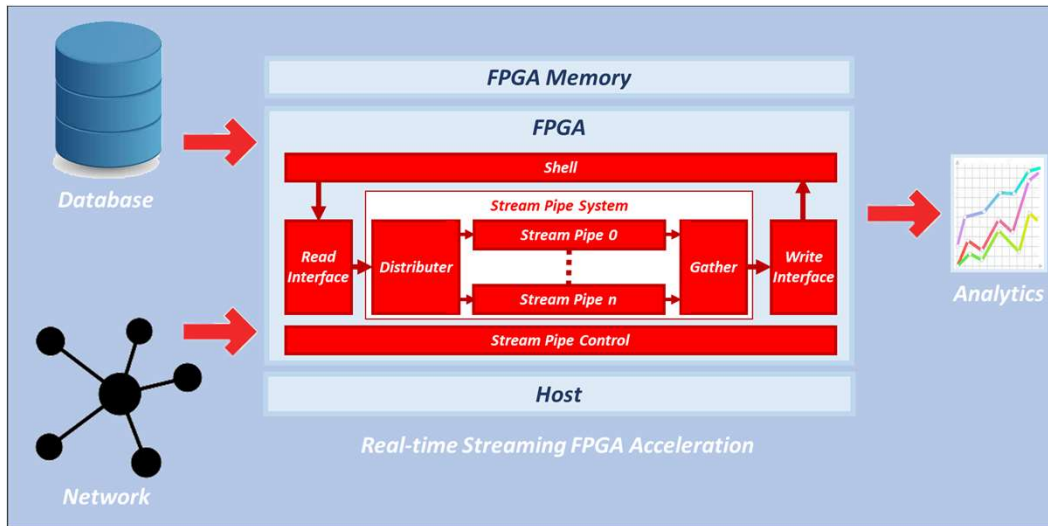 FPGA Memory
FPGA
Shell
Stream Pipe System
Read
Interface
Distributer
Stream Pipe 0
Stream Pipe n
Gather
Write
Interface
Stream Pipe Control
Host
Real-time Streaming FPGA Acceleration
Database
Network
Analytics